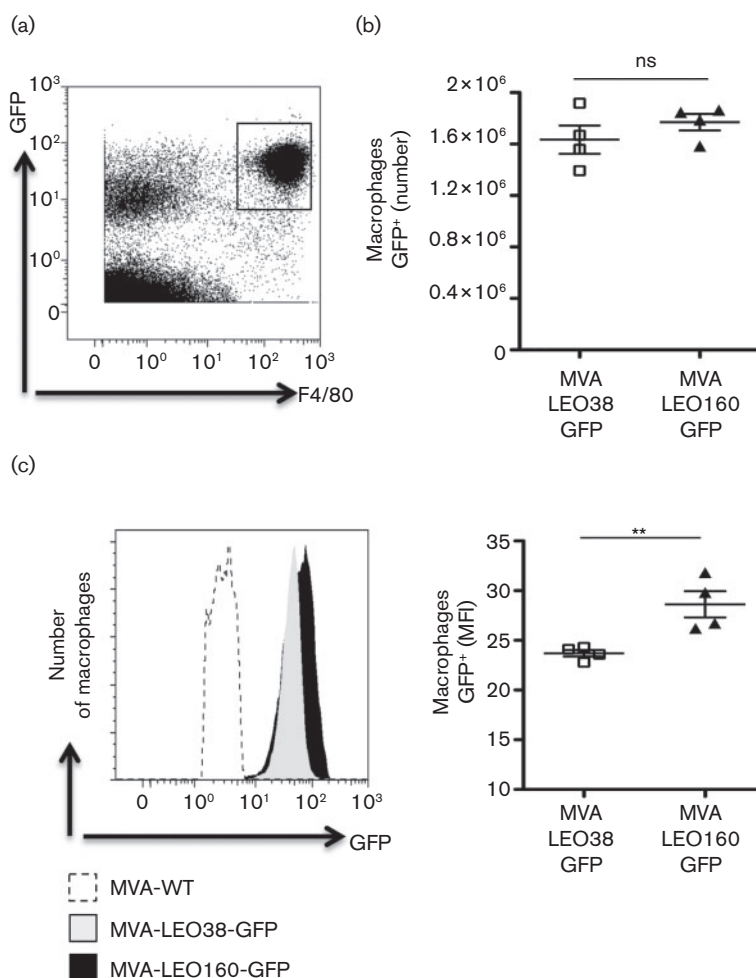 (a)
GFP
10³
10²
10¹
10⁰
0
0 10⁰ 10¹ 10² 10³
F4/80
(b)
ns
Macrophages
GFP⁺ (number)
2×10⁶
1.6×10⁶
1.2×10⁶
0.8×10⁶
0.4×10⁶
0
MVA
LEO38
GFP
MVA
LEO160
GFP
(c)
Number
of macrophages
0 10⁰ 10¹ 10² 10³
GFP
MVA-WT
MVA-LEO38-GFP
MVA-LEO160-GFP
**
Macrophages
GFP⁺ (MFI)
35
30
25
20
15
10
MVA
LEO38
GFP
MVA
LEO160
GFP